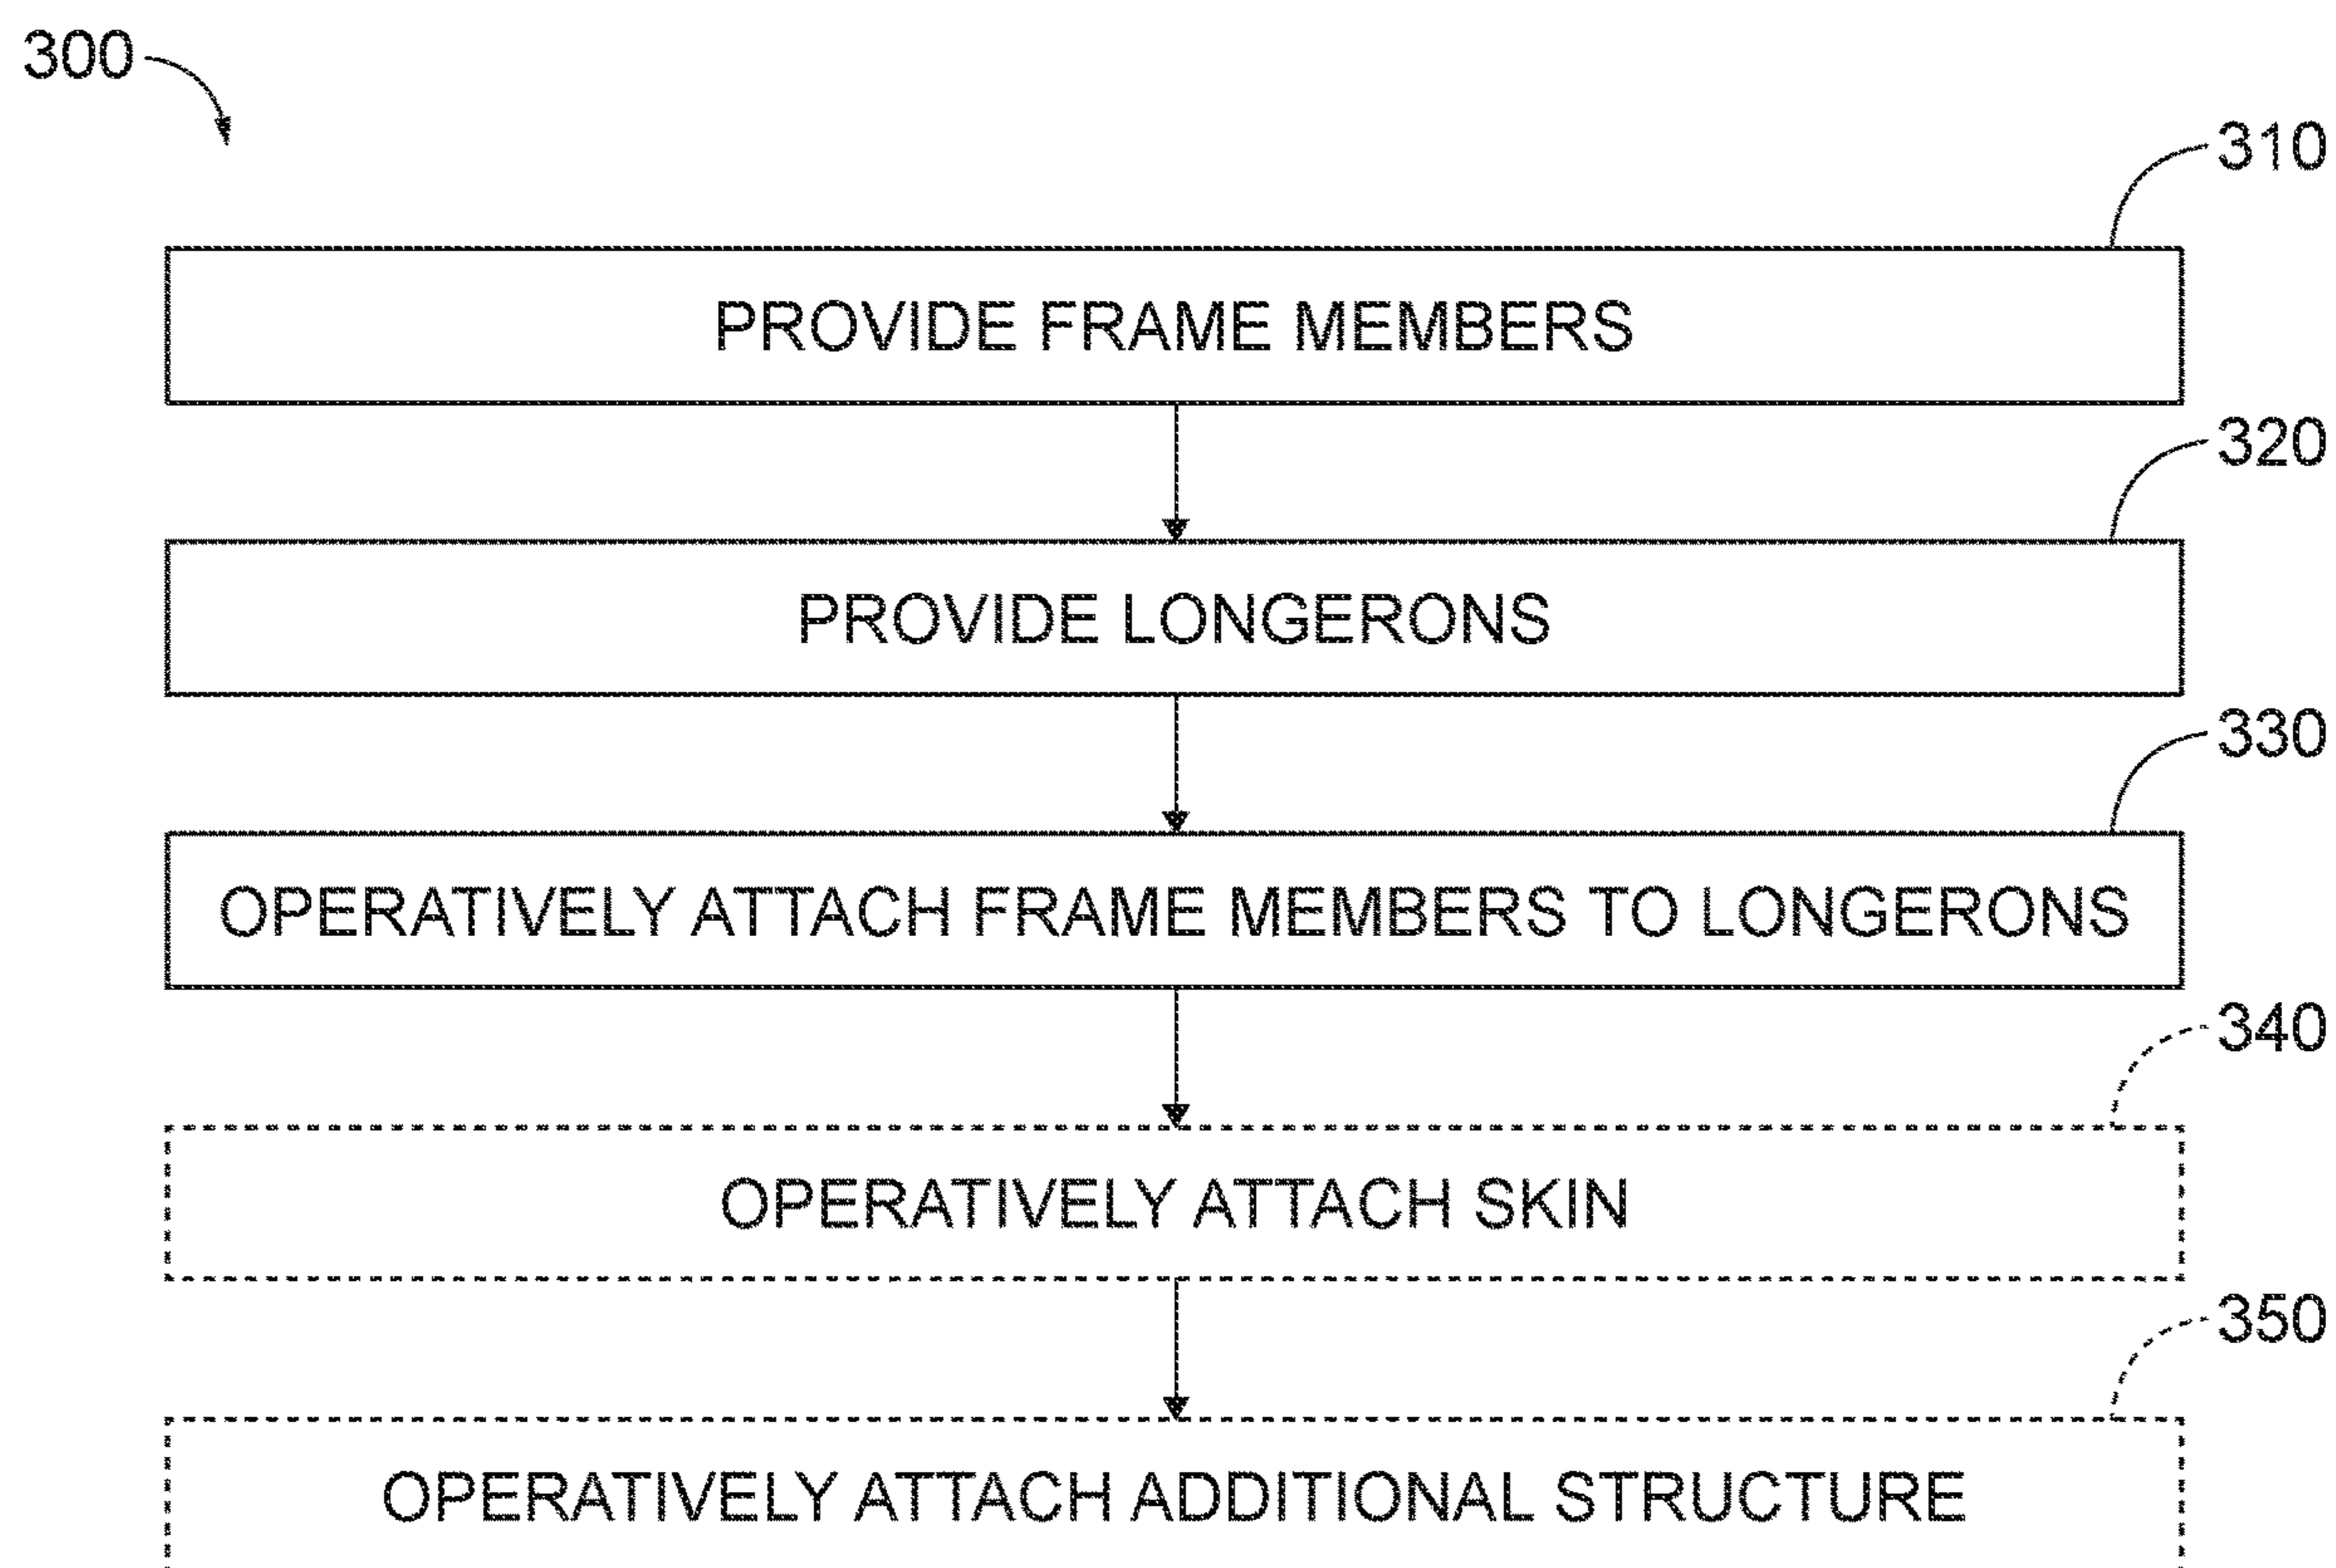 300
310
PROVIDE FRAME MEMBERS
320
PROVIDE LONGERONS
330
OPERATIVELY ATTACH FRAME MEMBERS TO LONGERONS
340
OPERATIVELY ATTACH SKIN
350
OPERATIVELY ATTACH ADDITIONAL STRUCTURE